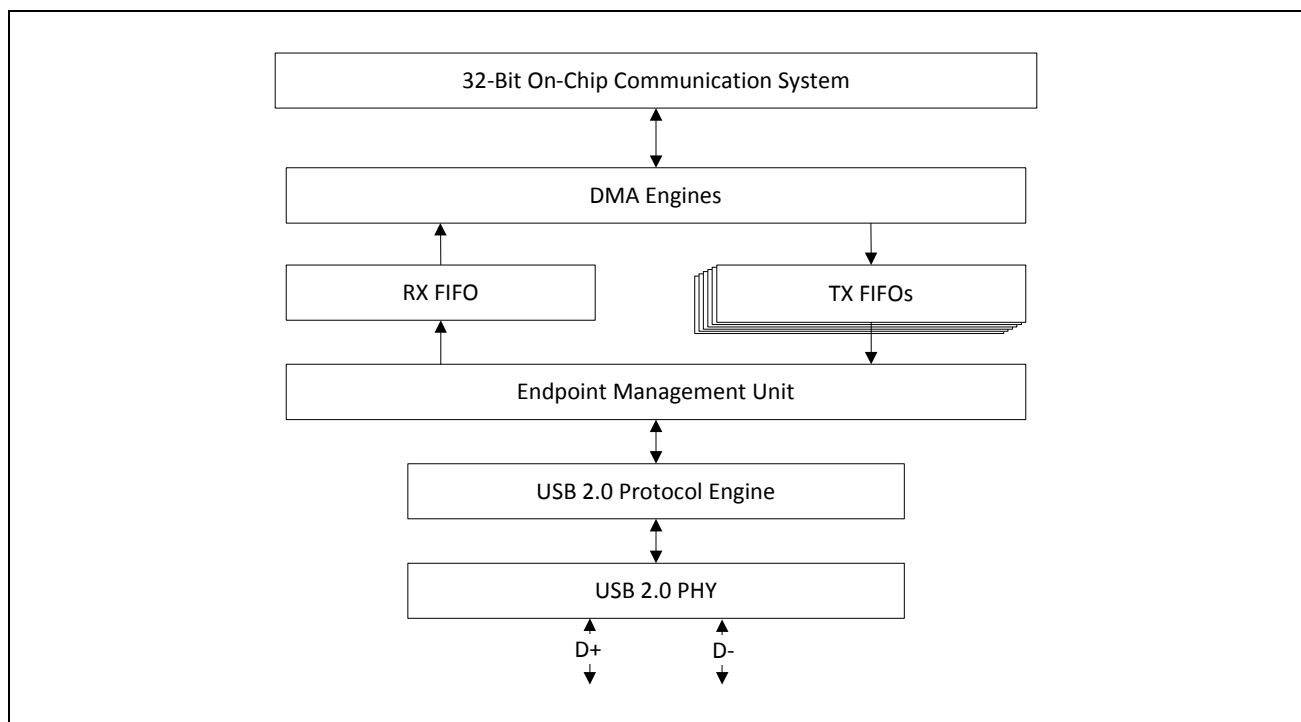 32-Bit On-Chip Communication System
DMA Engines
RX FIFO
TX FIFOs
Endpoint Management Unit
USB 2.0 Protocol Engine
USB 2.0 PHY
D+
D-